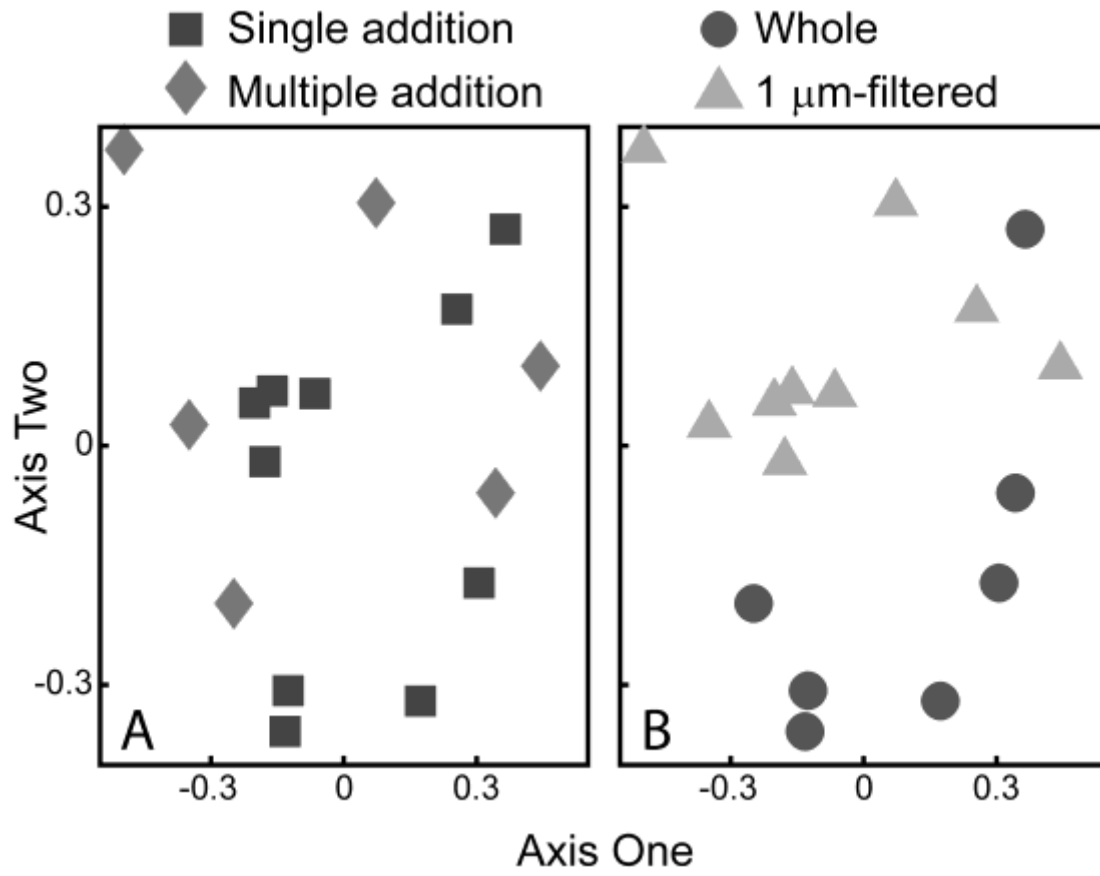 Single addition
Multiple addition
Whole
1 μm-filtered
Axis Two
0.3
0
-0.3
A
B
-0.3 0 0.3
-0.3 0 0.3
Axis One